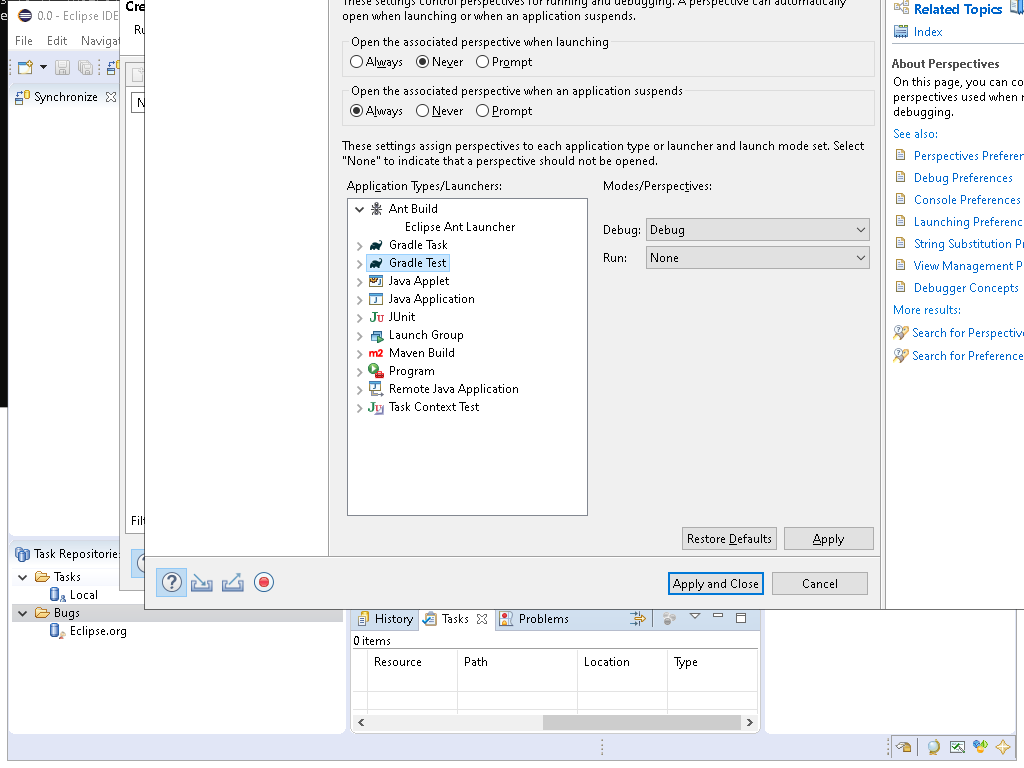 0.0 - Eclipse IDE
File Edit Navigat
Synchronize
Cre
Ru
N
Filt
These settings control perspectives for running and debugging. A perspective can automatically
open when launching or when an application suspends.
Open the associated perspective when launching
Always Never Prompt
Open the associated perspective when an application suspends
Always Never Prompt
These settings assign perspectives to each application type or launcher and launch mode set. Select
"None" to indicate that a perspective should not be opened.
Application Types/Launchers:
Ant Build
Eclipse Ant Launcher
Gradle Task
Gradle Test
Java Applet
Java Application
JUnit
Launch Group
Maven Build
Program
Remote Java Application
Task Context Test
Modes/Perspectives:
Debug: Debug
Run: None
Restore Defaults Apply
Apply and Close Cancel
Related Topics
Index
About Perspectives
On this page, you can co
perspectives used when r
debugging.
See also:
Perspectives Preferen
Debug Preferences
Console Preferences
Launching Preferenc
String Substitution Pr
View Management P
Debugger Concepts
More results:
Search for Perspective
Search for Preference
Task Repositories
Tasks
Local
Bugs
Eclipse.org
History Tasks Problems
0 items
Resource Path Location Type